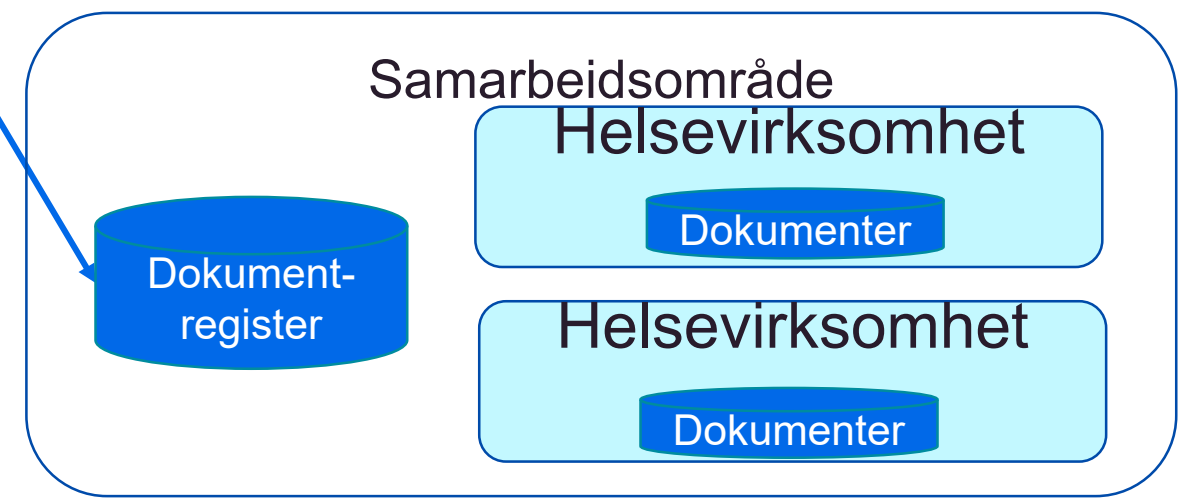 Samarbeidsområde
Helsevirksomhet
Dokumenter
Dokument-
register
Helsevirksomhet
Dokumenter